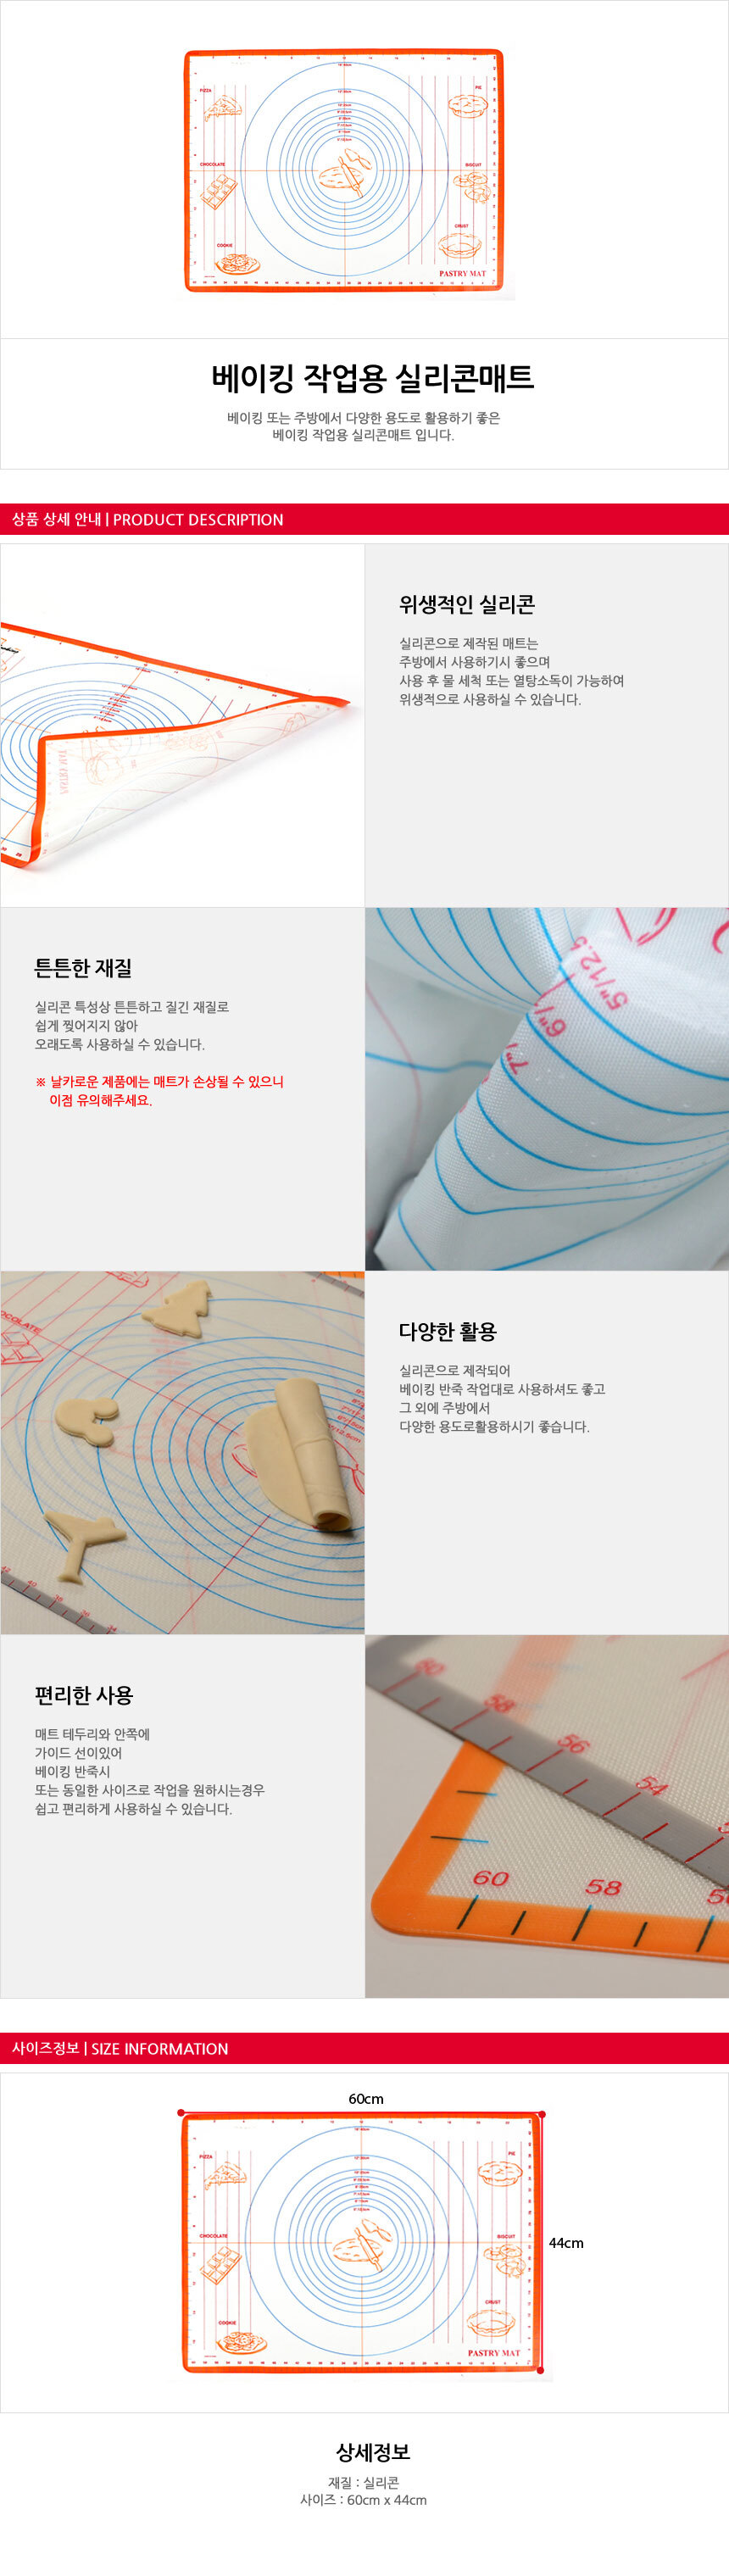 PIZZA
PIE
CHOCOLATE
BISCUIT
CRUST
COOKIE
PASTRY MAT
베이킹 작업용 실리콘매트
베이킹 또는 주방에서 다양한 용도로 활용하기 좋은
베이킹 작업용 실리콘매트 입니다.
상품 상세 안내 | PRODUCT DESCRIPTION
위생적인 실리콘
실리콘으로 제작된 매트는
주방에서 사용하기시 좋으며
사용 후 물 세척 또는 열탕소독이 가능하여
위생적으로 사용하실 수 있습니다.
튼튼한 재질
실리콘 특성상 튼튼하고 질긴 재질로
쉽게 찢어지지 않아
오래도록 사용하실 수 있습니다.
※ 날카로운 제품에는 매트가 손상될 수 있으니
이점 유의해주세요.
5"/12.5
6"/1
7"/
다양한 활용
실리콘으로 제작되어
베이킹 반죽 작업대로 사용하셔도 좋고
그 외에 주방에서
다양한 용도로활용하시기 좋습니다.
편리한 사용
매트 테두리와 안쪽에
가이드 선이있어
베이킹 반죽시
또는 동일한 사이즈로 작업을 원하시는경우
쉽고 편리하게 사용하실 수 있습니다.
60
58
56
54
60
58
사이즈정보 | SIZE INFORMATION
60cm
44cm
PIZZA
PIE
CHOCOLATE
BISCUIT
CRUST
COOKIE
PASTRY MAT
상세정보
재질 : 실리콘
사이즈 : 60cm x 44cm